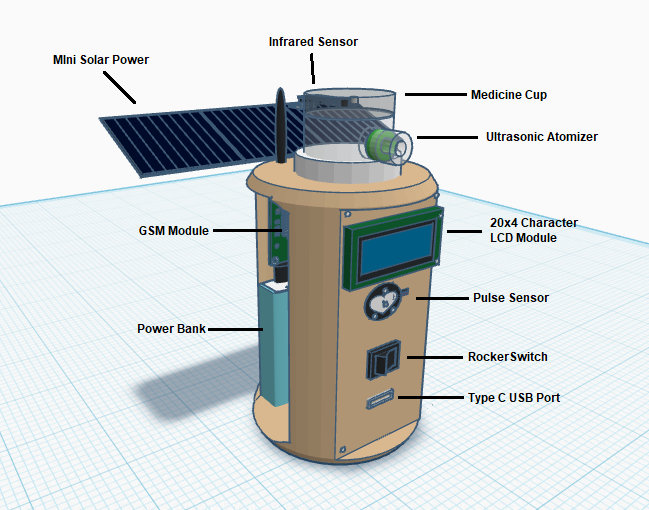 Infrared Sensor
MIni Solar Power
Medicine Cup
Ultrasonic Atomizer
GSM Module
20x4 Character
LCD Module
Pulse Sensor
Power Bank
RockerSwitch
Type C USB Port